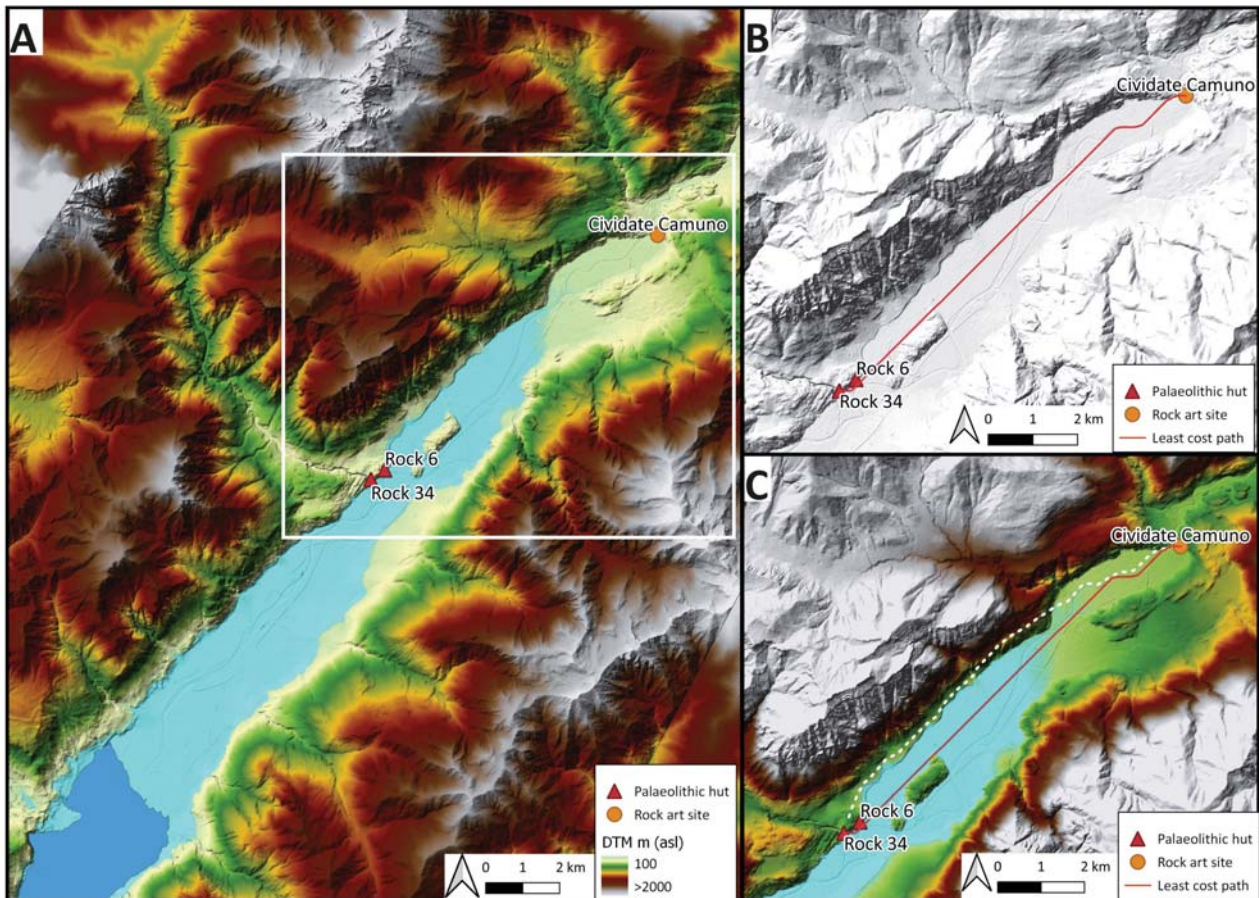 A
Cividate Camuno
Rock 6
Rock 34
Palaeolithic hut
Rock art site
DTM m (asl)
100
>2000
0 1 2 km
B
Cividate Camuno
Rock 6
Rock 34
0 1 2 km
Palaeolithic hut
Rock art site
Least cost path
C
Cividate Camuno
Rock 6
Rock 34
0 1 2 km
Palaeolithic hut
Rock art site
Least cost path